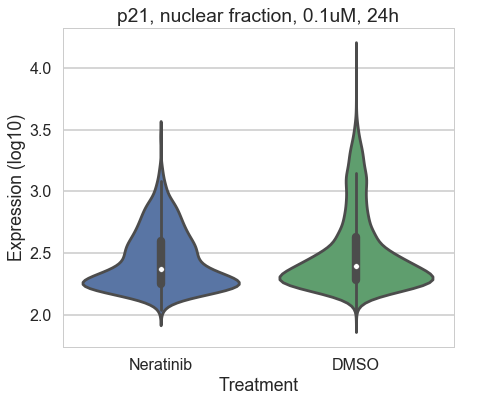 p21, nuclear fraction, 0.1uM, 24h
Expression (log10)
4.0
3.5
3.0
2.5
2.0
Neratinib DMSO
Treatment